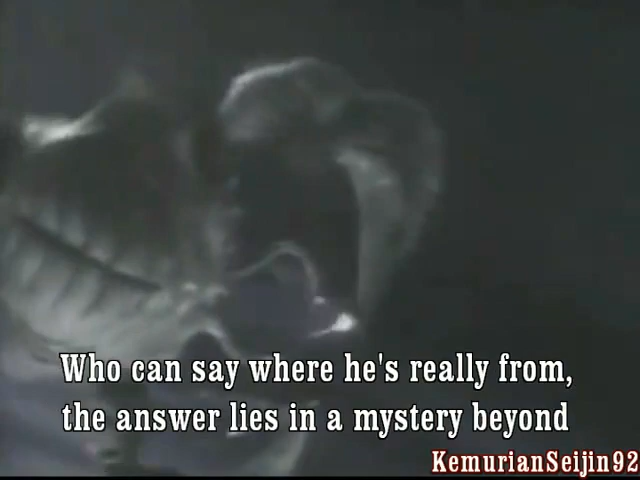 Who can say where he's really from,
the answer lies in a mystery beyond
KemurianSeijin92